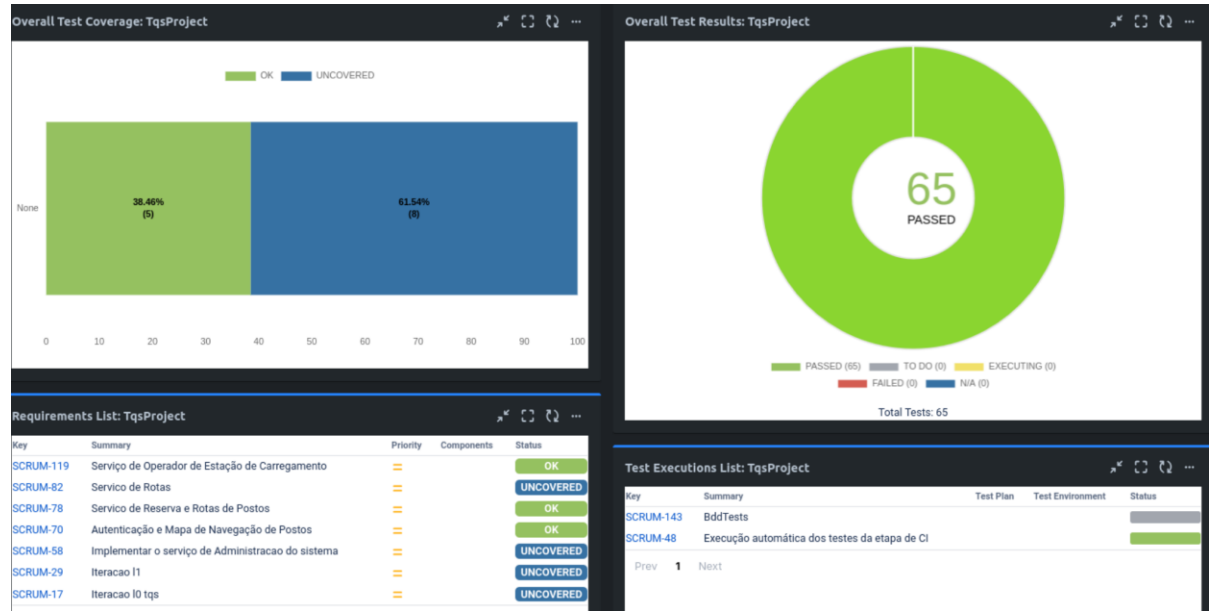 Overall Test Coverage: TqsProject
OK UNCOVERED
None
38.46%
(5)
61.54%
(8)
0 10 20 30 40 50 60 70 80 90 100
Overall Test Results: TqsProject
65
PASSED
PASSED (65) TO DO (0) EXECUTING (0)
FAILED (0) N/A (0)
Total Tests: 65
Requirements List: TqsProject
Key Summary Priority Components Status
SCRUM-119 Serviço de Operador de Estação de Carregamento OK
SCRUM-82 Servico de Rotas UNCOVERED
SCRUM-78 Servico de Reserva e Rotas de Postos OK
SCRUM-70 Autenticação e Mapa de Navegação de Postos OK
SCRUM-58 Implementar o serviço de Administracao do sistema UNCOVERED
SCRUM-29 Iteracao l1 UNCOVERED
SCRUM-17 Iteracao l0 tqs UNCOVERED
Test Executions List: TqsProject
Key Summary Test Plan Test Environment Status
SCRUM-143 BddTests
SCRUM-48 Execução automática dos testes da etapa de CI
Prev 1 Next